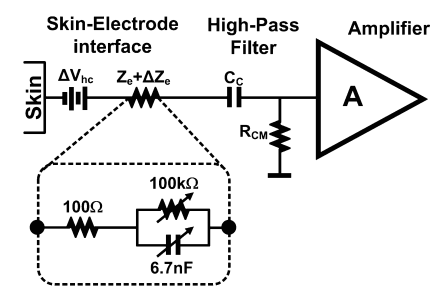 Skin-Electrode
interface
High-Pass
Filter
Amplifier
Skin
ΔVhc
Ze+ΔZe
CC
A
RCM
100Ω
100kΩ
6.7nF